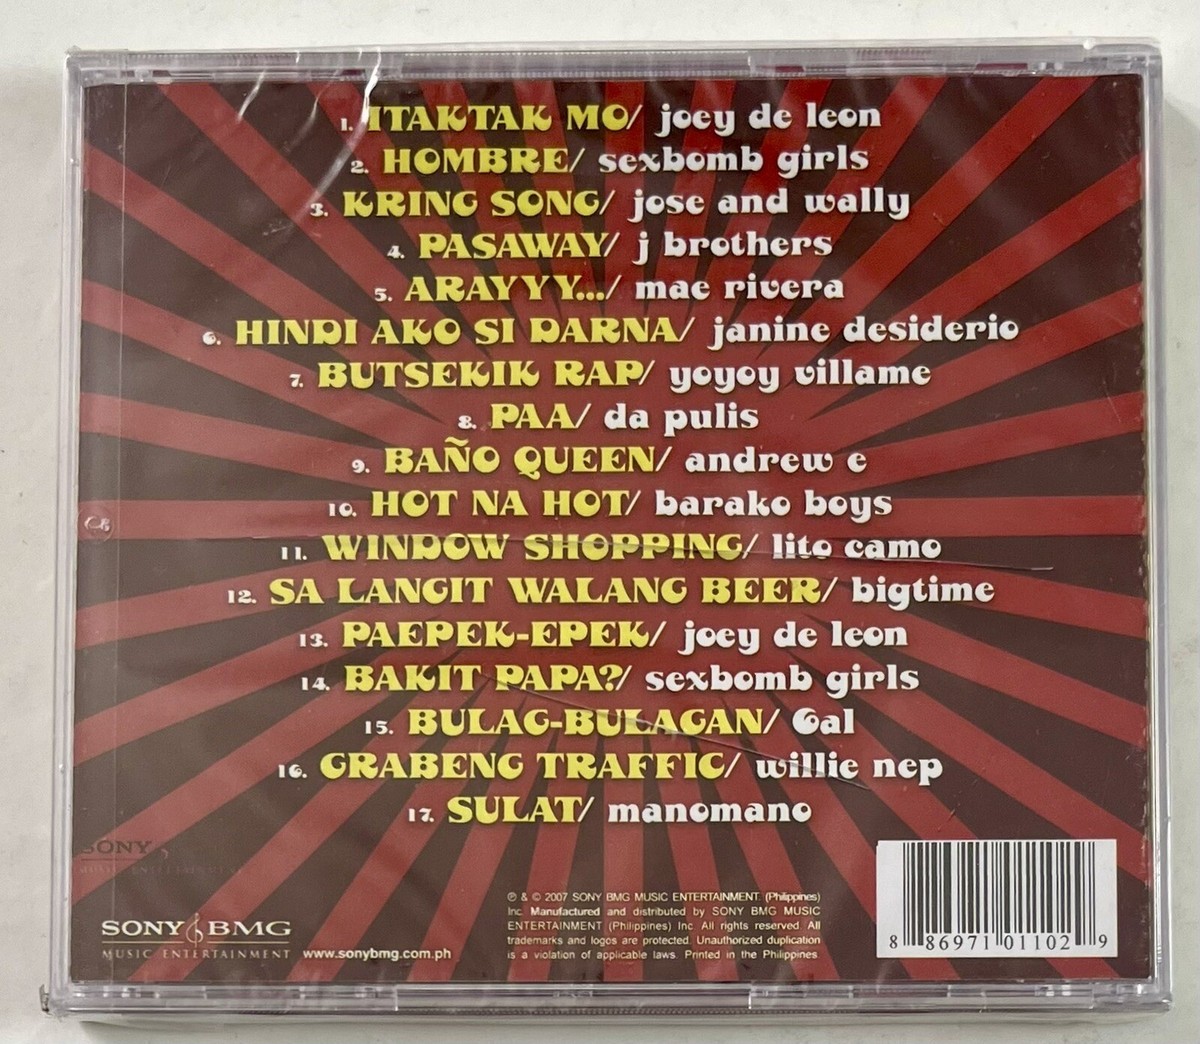 1. ITAKTAK MO/ joey de leon
2. HOMBRE/ sexbomb girls
3. KRING SONG/ jose and wally
4. PASAWAY/ j brothers
5. ARAYYY.../ mae rivera
6. HINDI AKO SI DARNA/ janine desiderio
7. BUTSEKIK RAP/ yoyoy villame
8. PAA/ da pulis
9. BAÑO QUEEN/ andrew e
10. HOT NA HOT/ barako boys
11. WINDOW SHOPPING/ lito camo
12. SA LANGIT WALANG BEER/ bigtime
13. PAEPEK-EPEK/ joey de leon
14. BAKIT PAPA?/ sexbomb girls
15. BULAG-BULAGAN/ Gal
16. GRABENG TRAFFIC/ willie nep
17. SULAT/ manomano
SONY
MUSIC ENTERTAINMENT
SONY BMG
MUSIC ENTERTAINMENT
www.sonybmg.com.ph
℗ & © 2007 SONY BMG MUSIC ENTERTAINMENT (Philippines)
Inc. Manufactured and distributed by SONY BMG MUSIC
ENTERTAINMENT (Philippines) Inc. All rights reserved. All
trademarks and logos are protected. Unauthorized duplication
is a violation of applicable laws. Printed in the Philippines.
8 86971 01102 9